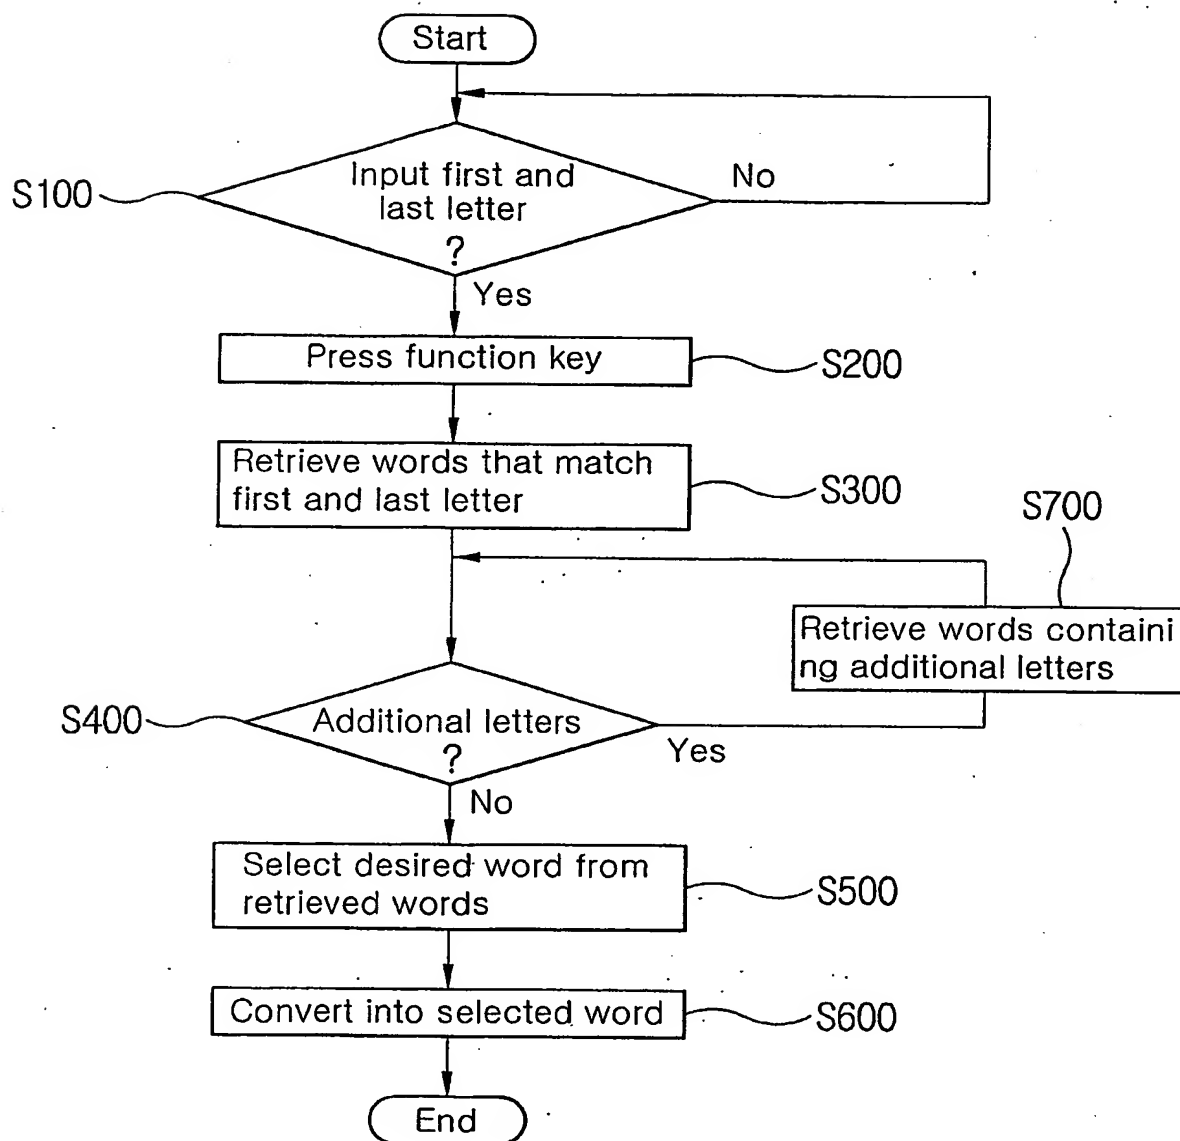 Start
Input first and
last letter
?
No
S100
Yes
Press function key
S200
Retrieve words that match
first and last letter
S300
S700
Retrieve words containi
ng additional letters
S400
Additional letters
?
Yes
No
Select desired word from
retrieved words
S500
Convert into selected word
S600
End